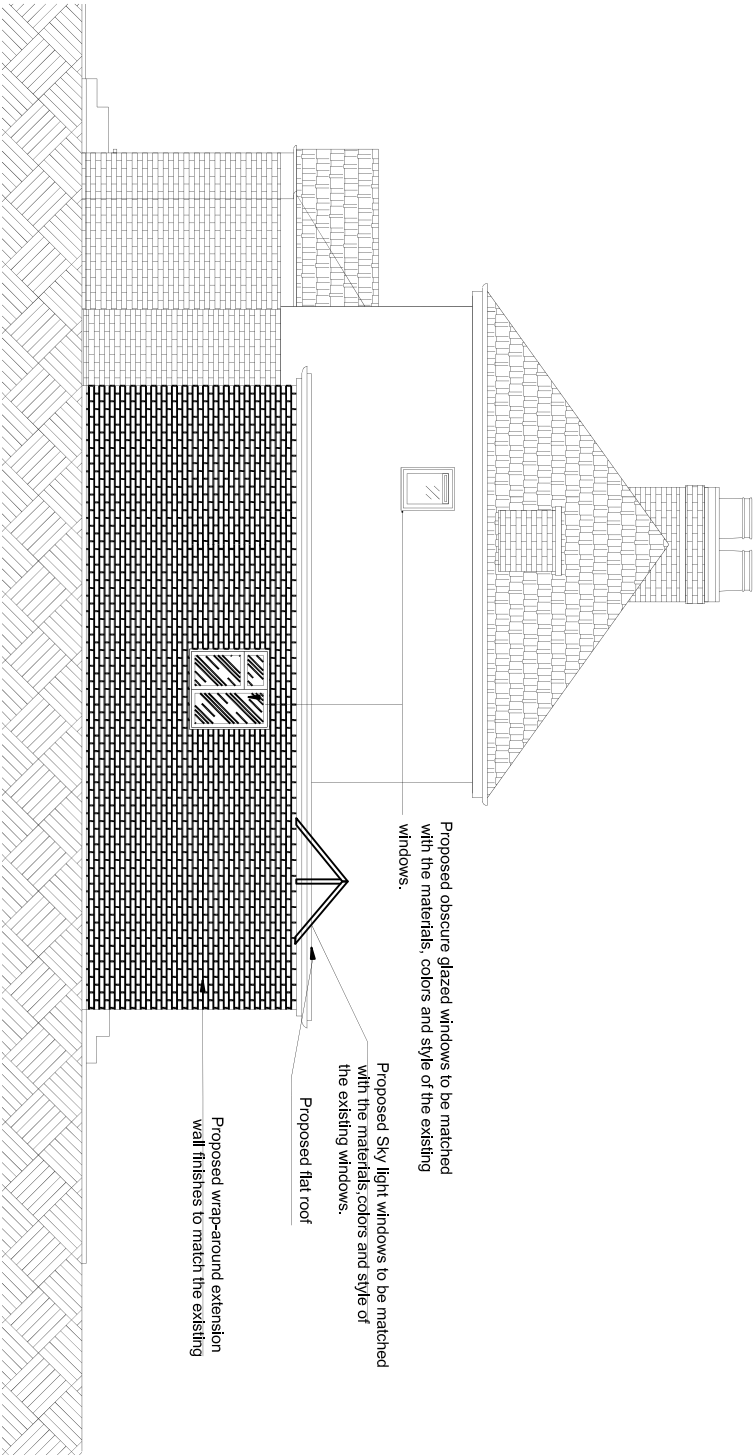 Proposed obscure glazed windows to be matched
with the materials, colors and style of the existing
windows.
Proposed Sky light windows to be matched
with the materials,colors and style of
the existing windows.
Proposed flat roof
Proposed wrap-around extension
wall finishes to match the existing